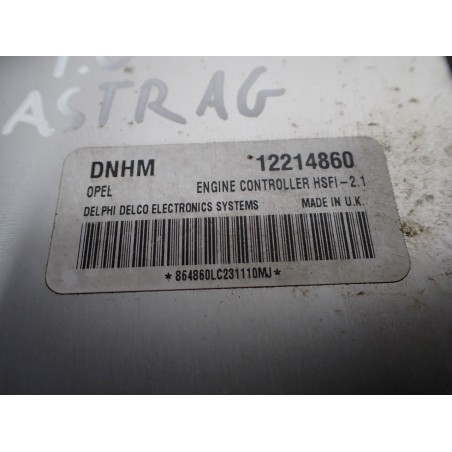 ASTRA G
DNHM 12214860
OPEL ENGINE CONTROLLER HSFI-2.1
DELPHI DELCO ELECTRONICS SYSTEMS MADE IN U.K.
*864860LC231110MJ*